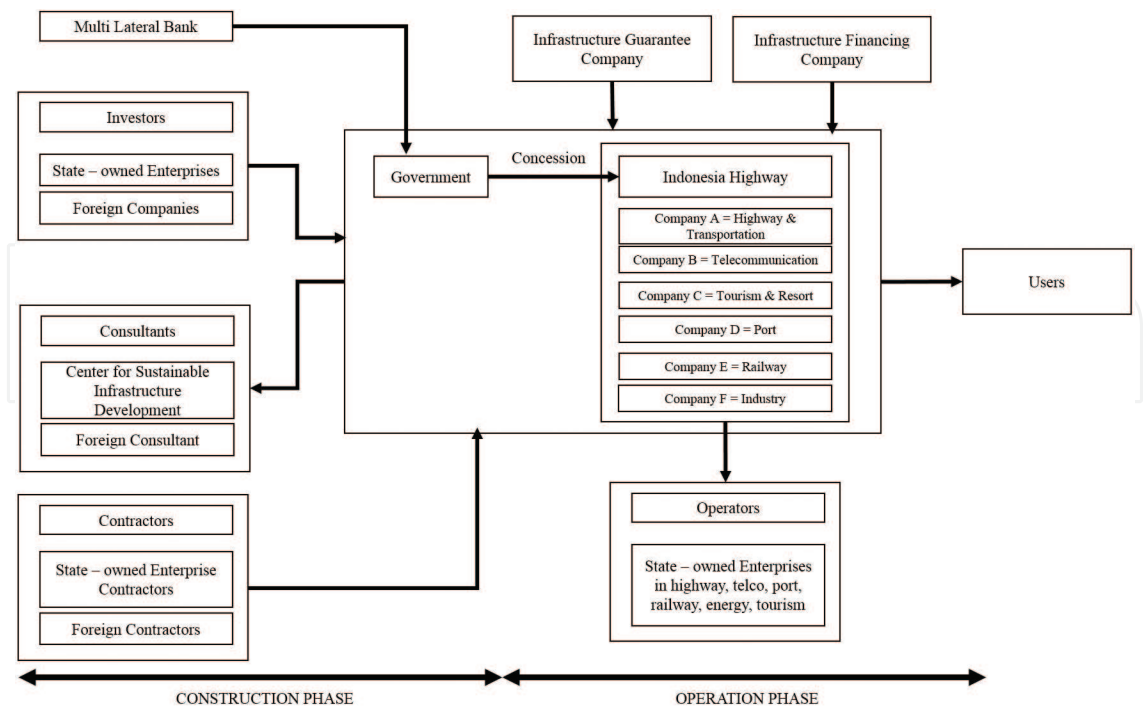 Multi Lateral Bank
Infrastructure Guarantee
Company
Infrastructure Financing
Company
Investors
State – owned Enterprises
Foreign Companies
Government
Concession
Indonesia Highway
Company A = Highway &
Transportation
Company B = Telecommunication
Company C = Tourism & Resort
Company D = Port
Company E = Railway
Company F = Industry
Users
Consultants
Center for Sustainable
Infrastructure
Development
Foreign Consultant
Contractors
State – owned Enterprise
Contractors
Foreign Contractors
Operators
State – owned Enterprises
in highway, telco, port,
railway, energy, tourism
CONSTRUCTION PHASE
OPERATION PHASE